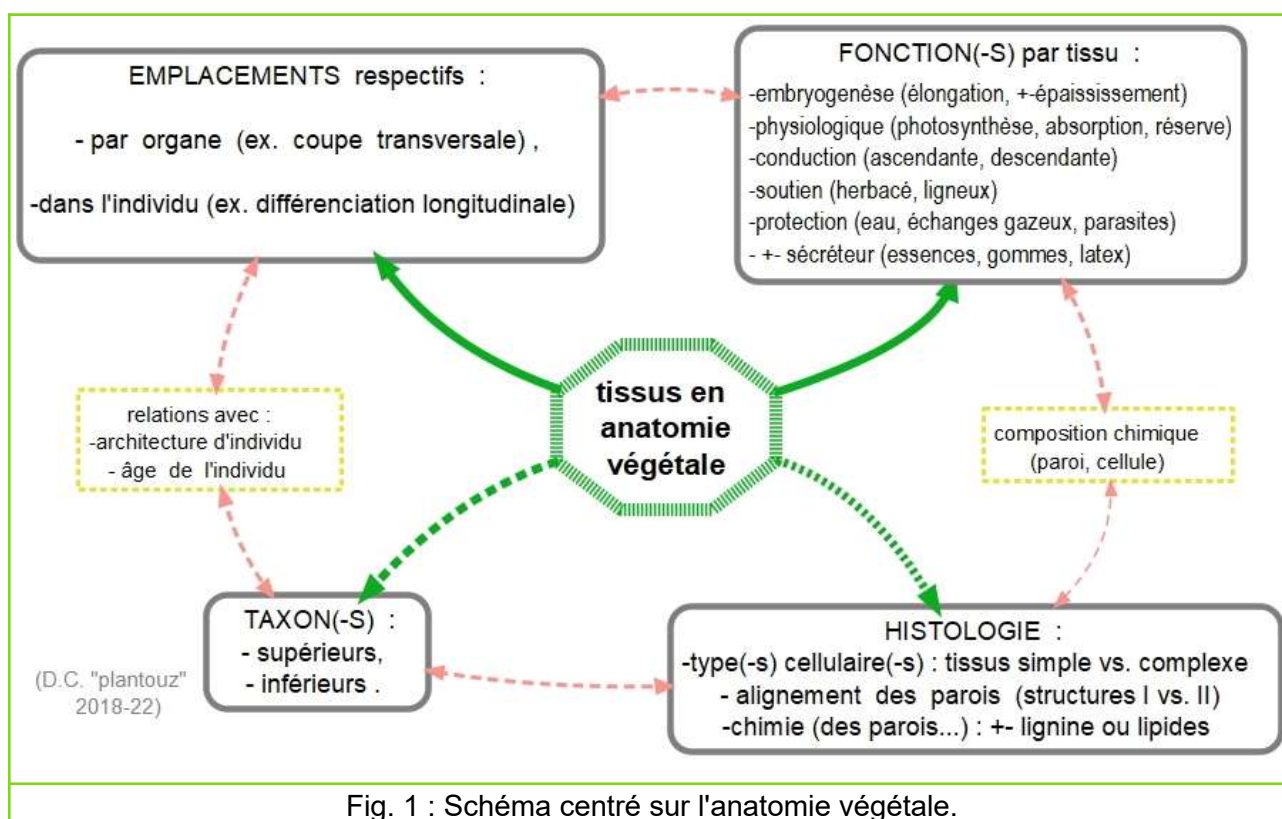 EMPLACEMENTS respectifs :
- par organe (ex. coupe transversale) ,
-dans l'individu (ex. différenciation longitudinale)
FONCTION(-S) par tissu :
-embryogenèse (élongation, +-épaississement)
-physiologique (photosynthèse, absorption, réserve)
-conduction (ascendante, descendante)
-soutien (herbacé, ligneux)
-protection (eau, échanges gazeux, parasites)
- +- sécréteur (essences, gommes, latex)
relations avec :
-architecture d'individu
- âge de l'individu
tissus en
anatomie
végétale
composition chimique
(paroi, cellule)
TAXON(-S) :
- supérieurs,
- inférieurs .
(D.C. "plantouz"
2018-22)
HISTOLOGIE :
-type(-s) cellulaire(-s) : tissus simple vs. complexe
- alignement des parois (structures I vs. II)
-chimie (des parois...) : +- lignine ou lipides
Fig. 1 : Schéma centré sur l'anatomie végétale.